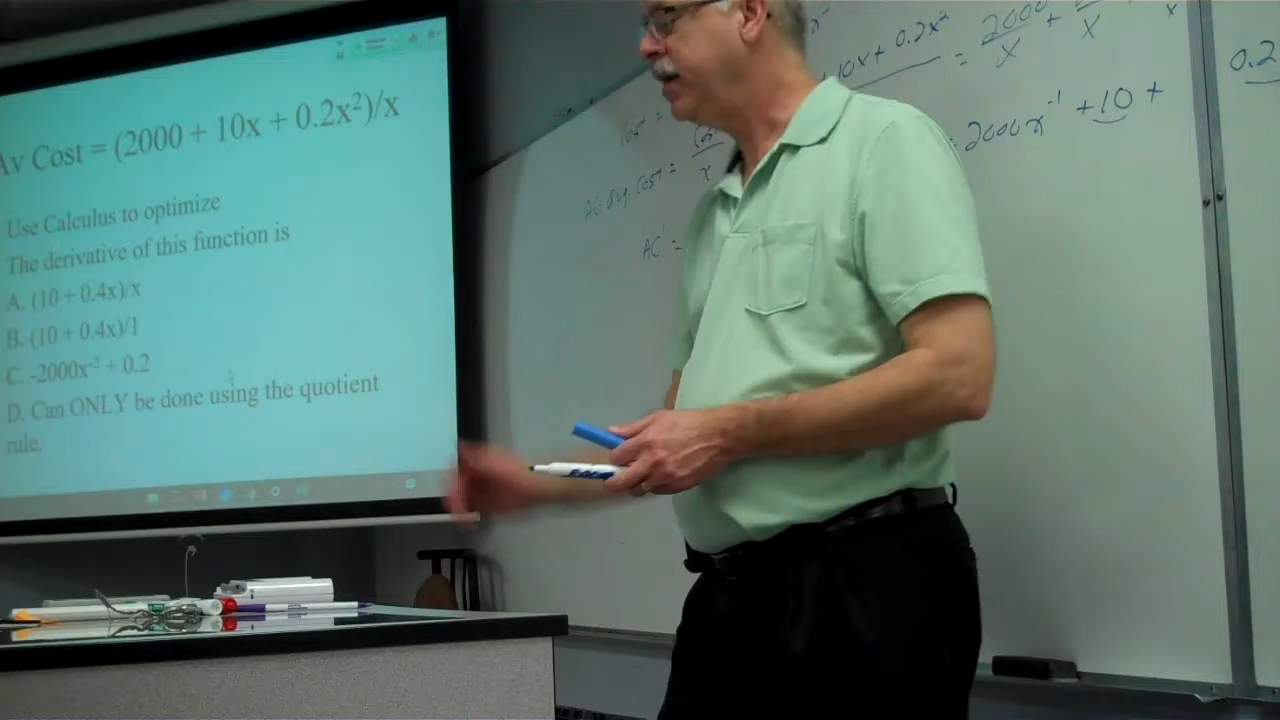 Av Cost = (2000 + 10x + 0.2x²)/x
Use Calculus to optimize
The derivative of this function is
A. (10 + 0.4x)/x
B. (10 + 0.4x)/1
C. -2000x⁻² + 0.2
D. Can ONLY be done using the quotient
rule.
10x + 0.2x² = 2000/x +
Cost =
avg. Cost = Cost/x
2000x⁻¹ + 10 +
AC' =
0.2